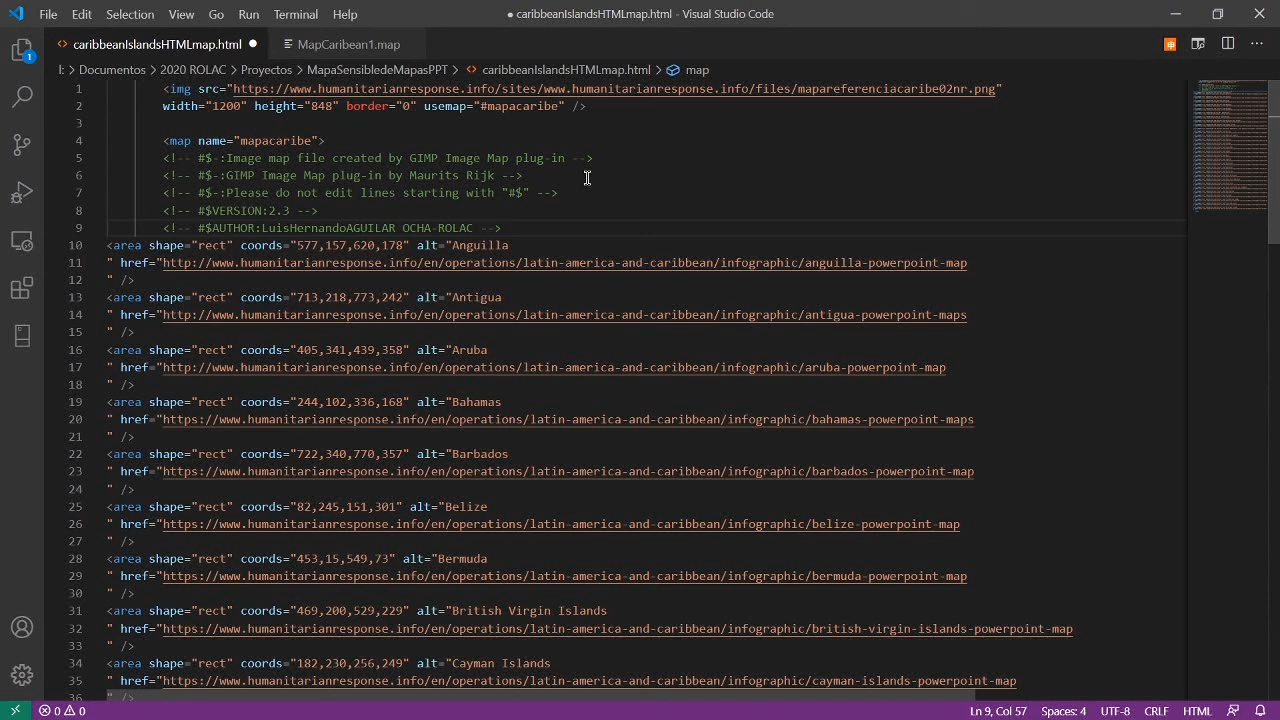 File Edit Selection View Go Run Terminal Help
● caribbeanIslandsHTMLmap.html - Visual Studio Code
caribbeanIslandsHTMLmap.html
MapCaribean1.map
I: > Documentos > 2020 ROLAC > Proyectos > MapaSensibledeMapasPPT > caribbeanIslandsHTMLmap.html > map
1 <img src="https://www.humanitarianresponse.info/sites/www.humanitarianresponse.info/files/mapareferenciacaribeenr.png"
2 width="1200" height="848" border="0" usemap="#mapacaribe" />
3
4 <map name="mapacaribe">
5 <!-- #$-:Image map file created by GIMP Image Map plug-in -->
6 <!-- #$-:GIMP Image Map plug-in by Maurits Rij
7 <!-- #$-:Please do not edit lines starting with "#$"
8 <!-- #$VERSION:2.3 -->
9 <!-- #$AUTHOR:LuisHernandoAGUILAR OCHA-ROLAC -->
10 <area shape="rect" coords="577,157,620,178" alt="Anguilla
11 " href="http://www.humanitarianresponse.info/en/operations/latin-america-and-caribbean/infographic/anguilla-powerpoint-map
12 " />
13 <area shape="rect" coords="713,218,773,242" alt="Antigua
14 " href="http://www.humanitarianresponse.info/en/operations/latin-america-and-caribbean/infographic/antigua-powerpoint-maps
15 " />
16 <area shape="rect" coords="405,341,439,358" alt="Aruba
17 " href="http://www.humanitarianresponse.info/en/operations/latin-america-and-caribbean/infographic/aruba-powerpoint-map
18 " />
19 <area shape="rect" coords="244,102,336,168" alt="Bahamas
20 " href="https://www.humanitarianresponse.info/en/operations/latin-america-and-caribbean/infographic/bahamas-powerpoint-maps
21 " />
22 <area shape="rect" coords="722,340,770,357" alt="Barbados
23 " href="https://www.humanitarianresponse.info/en/operations/latin-america-and-caribbean/infographic/barbados-powerpoint-map
24 " />
25 <area shape="rect" coords="82,245,151,301" alt="Belize
26 " href="https://www.humanitarianresponse.info/en/operations/latin-america-and-caribbean/infographic/belize-powerpoint-map
27 " />
28 <area shape="rect" coords="453,15,549,73" alt="Bermuda
29 " href="https://www.humanitarianresponse.info/en/operations/latin-america-and-caribbean/infographic/bermuda-powerpoint-map
30 " />
31 <area shape="rect" coords="469,200,529,229" alt="British Virgin Islands
32 " href="https://www.humanitarianresponse.info/en/operations/latin-america-and-caribbean/infographic/british-virgin-islands-powerpoint-map
33 " />
34 <area shape="rect" coords="182,230,256,249" alt="Cayman Islands
35 " href="https://www.humanitarianresponse.info/en/operations/latin-america-and-caribbean/infographic/cayman-islands-powerpoint-map
36 " />
0 0 Ln 9, Col 57 Spaces: 4 UTF-8 CRLF HTML